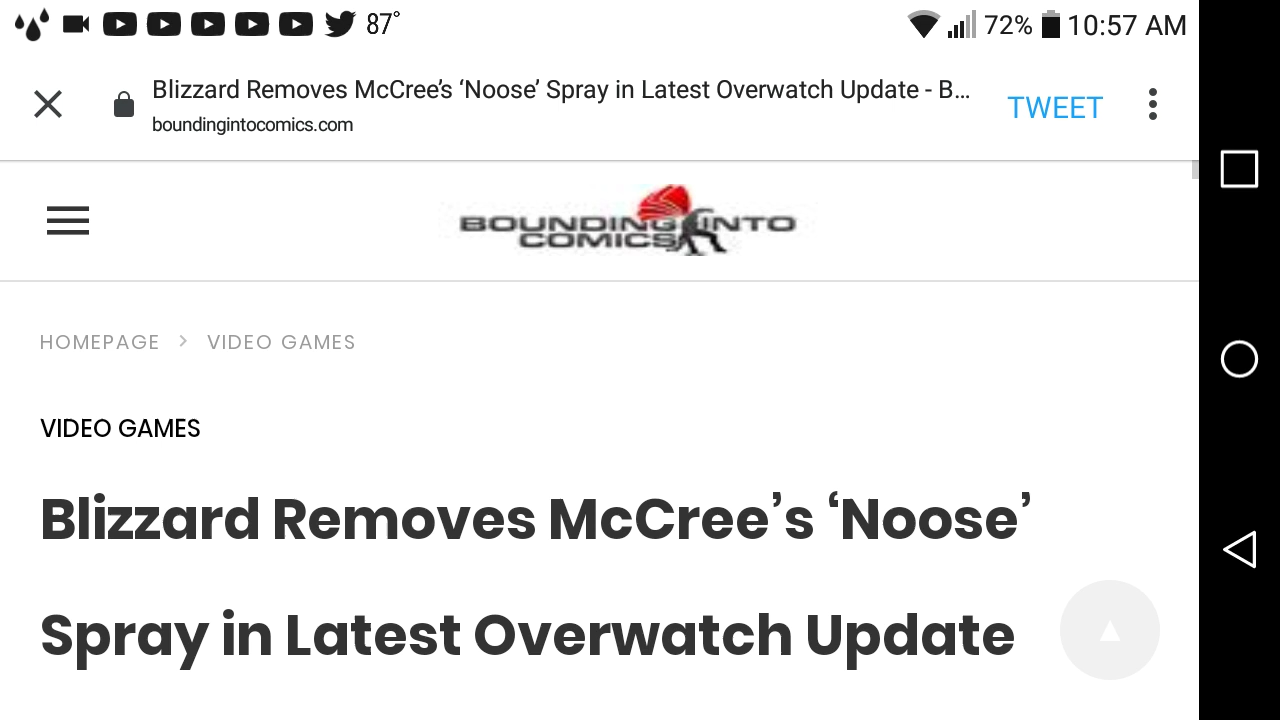 87°
72%
10:57 AM
Blizzard Removes McCree’s ‘Noose’ Spray in Latest Overwatch Update - B...
boundingintocomics.com
TWEET
BOUNDING INTO
COMICS
HOMEPAGE > VIDEO GAMES
VIDEO GAMES
Blizzard Removes McCree’s ‘Noose’
Spray in Latest Overwatch Update